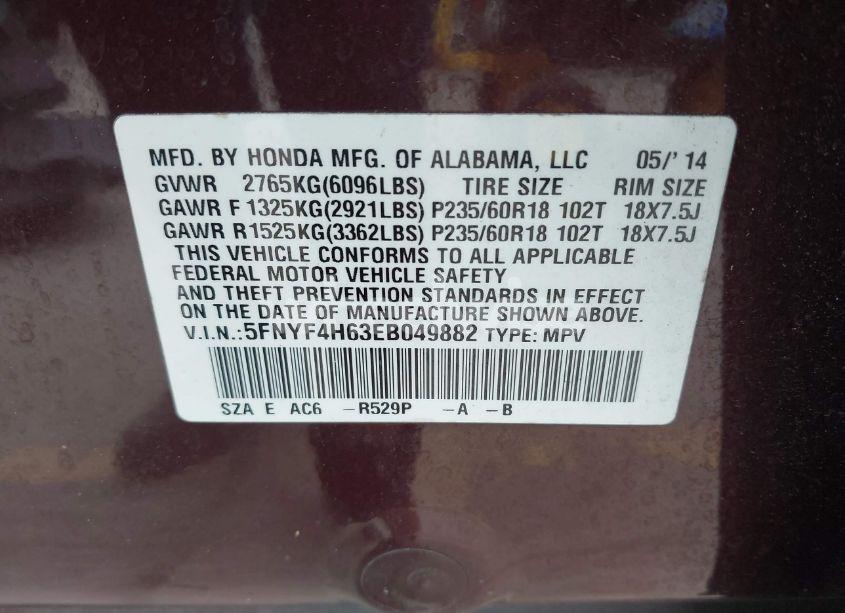 MFD. BY HONDA MFG. OF ALABAMA, LLC 05/' 14
GVWR 2765KG(6096LBS) TIRE SIZE RIM SIZE
GAWR F 1325KG(2921LBS) P235/60R18 102T 18X7.5J
GAWR R 1525KG(3362LBS) P235/60R18 102T 18X7.5J
THIS VEHICLE CONFORMS TO ALL APPLICABLE
FEDERAL MOTOR VEHICLE SAFETY
AND THEFT PREVENTION STANDARDS IN EFFECT
ON THE DATE OF MANUFACTURE SHOWN ABOVE.
V.I.N.:5FNYF4H63EB049882 TYPE: MPV
SZA E AC6 -R529P -A -B